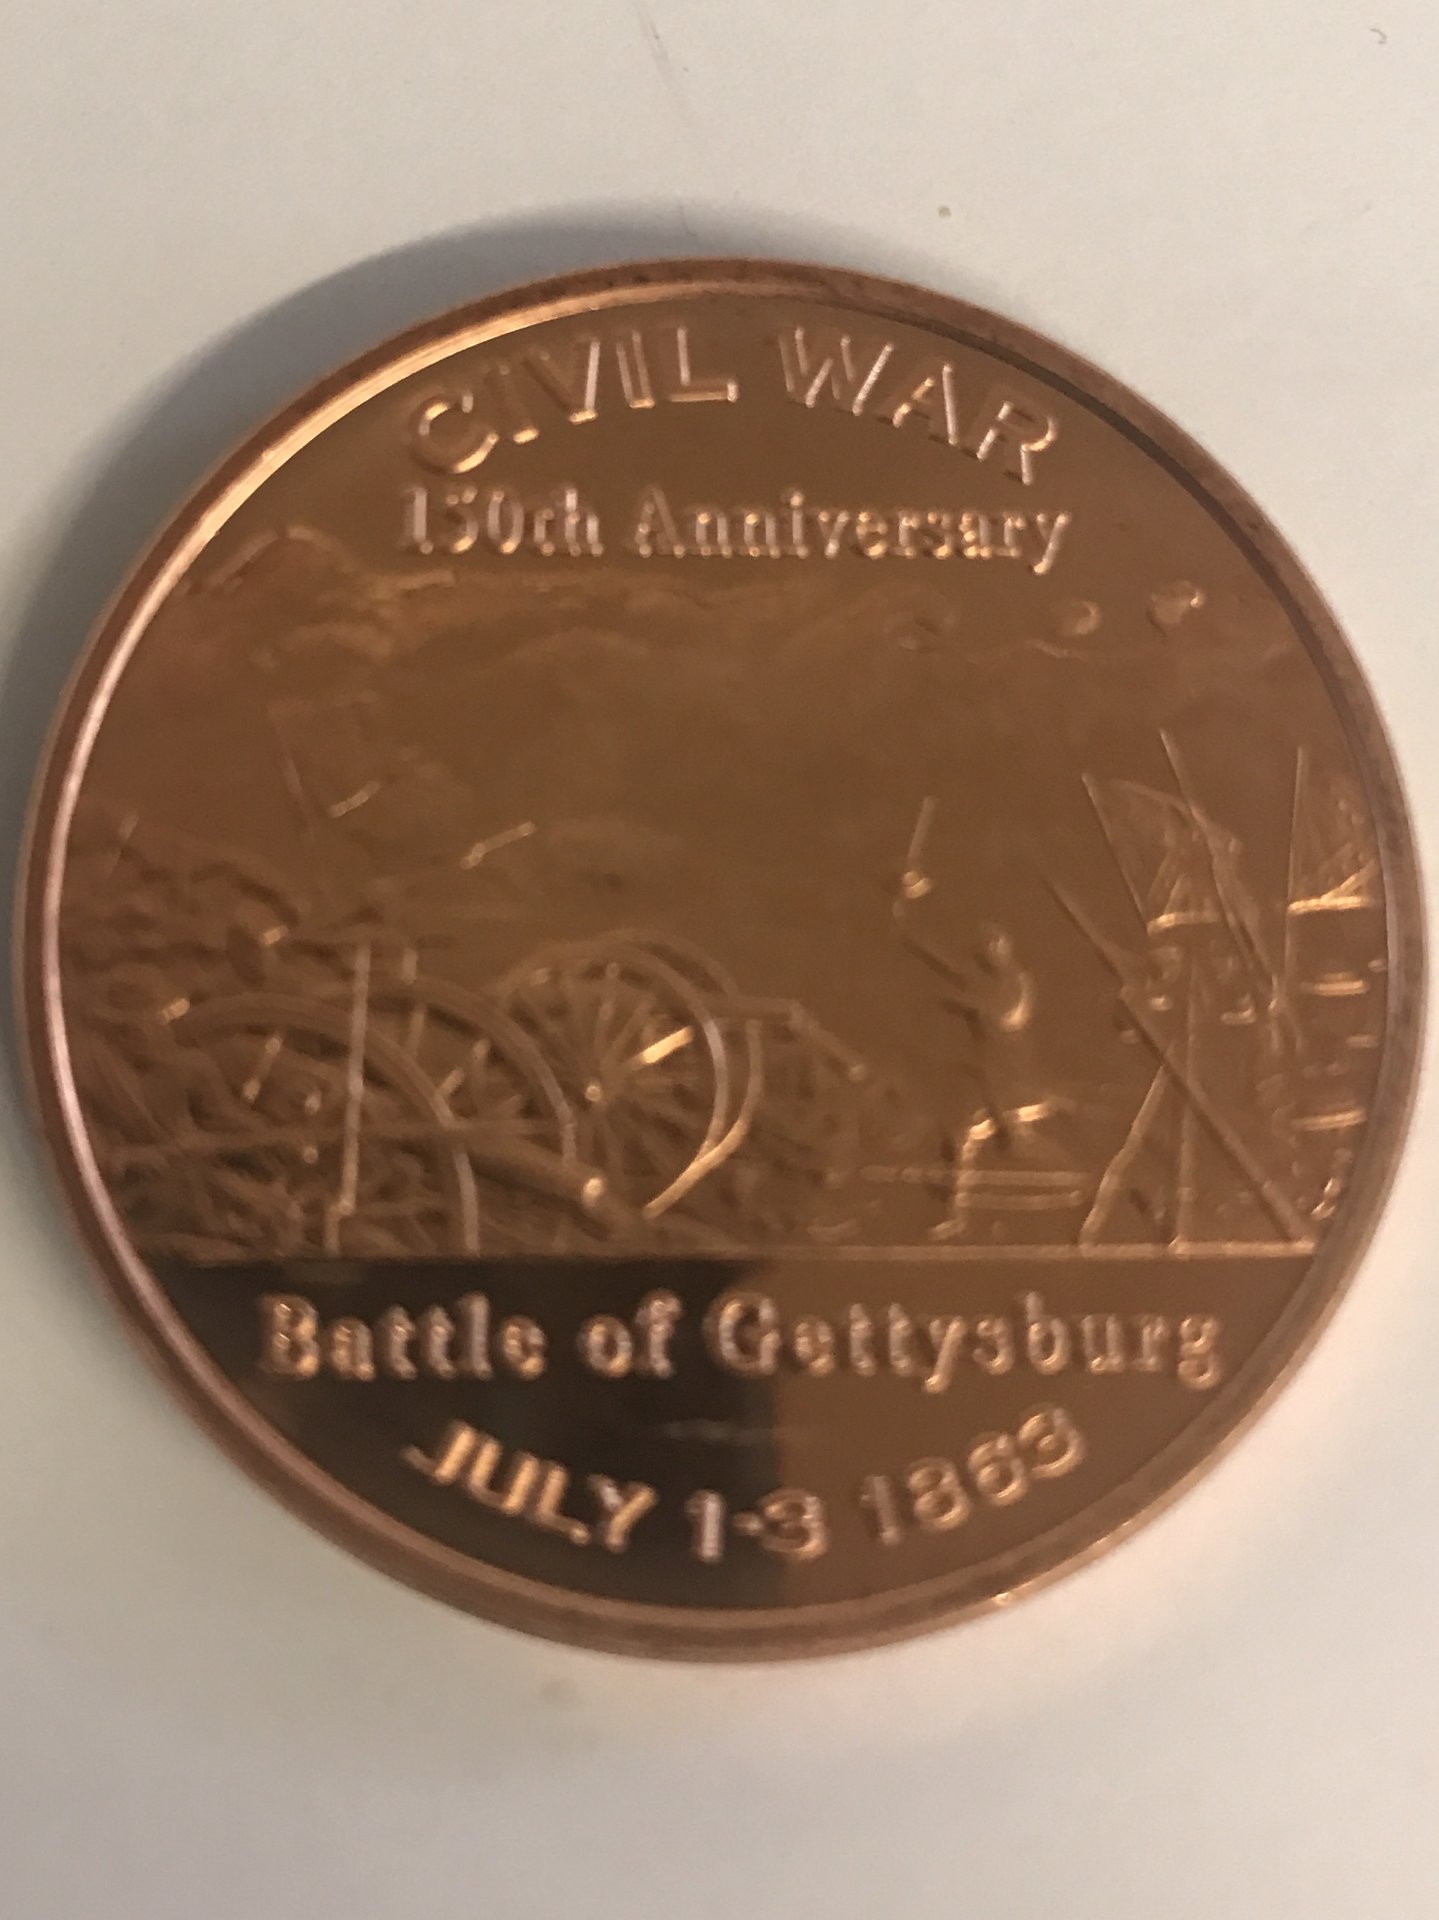 CIVIL WAR
150th Anniversary
Battle of Gettysburg
JULY 1-3 1863